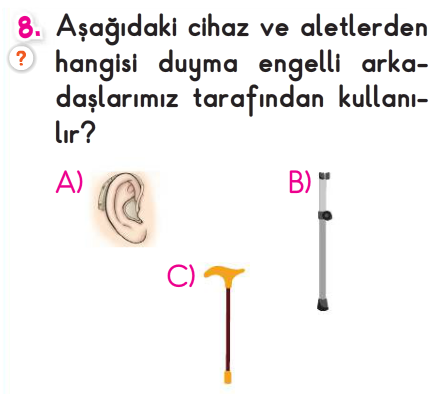 8. Aşağıdaki cihaz ve aletlerden
? hangisi duyma engelli arka-
daşlarımız tarafından kullanı-
lır?
A) B)
C)